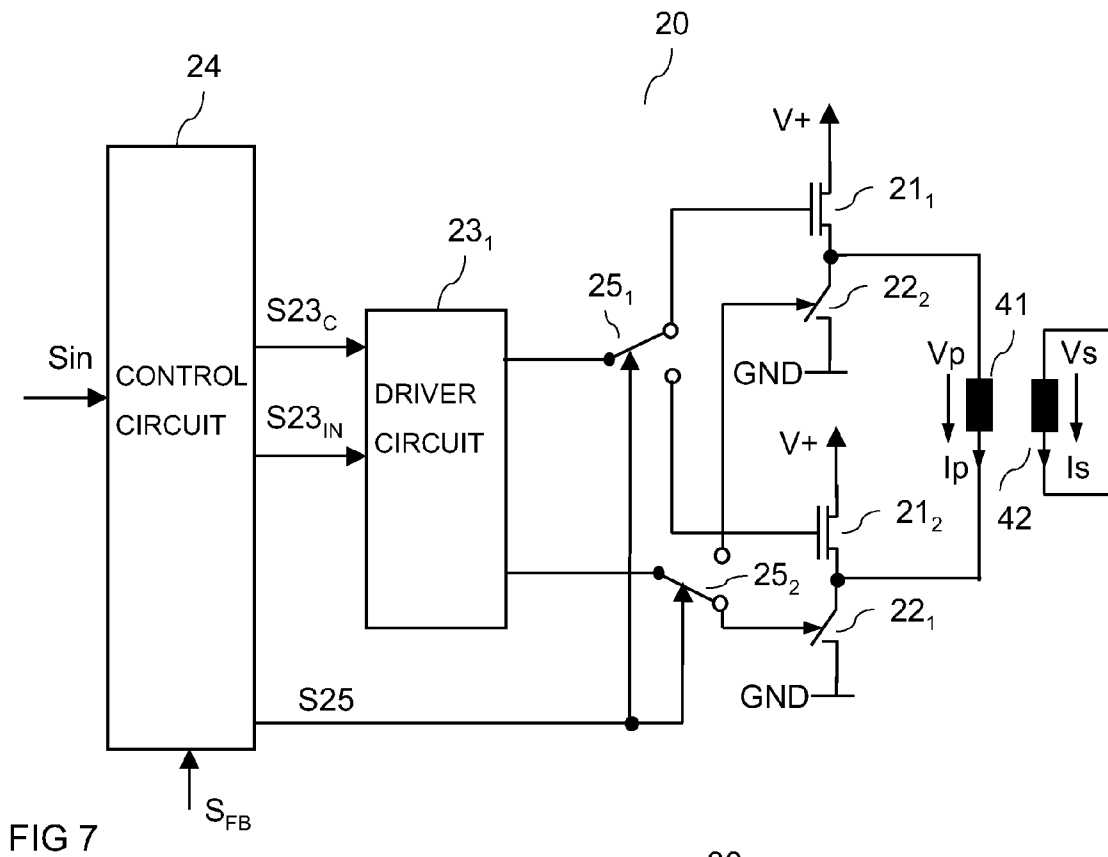 20
24
V+
21₁
23₁
25₁
22₂
41
S23_C
Sin
CONTROL
CIRCUIT
DRIVER
CIRCUIT
GND
Vp
Vs
S23_IN
V+
Ip
Is
42
21₂
25₂
22₁
S25
GND
S_FB
FIG 7